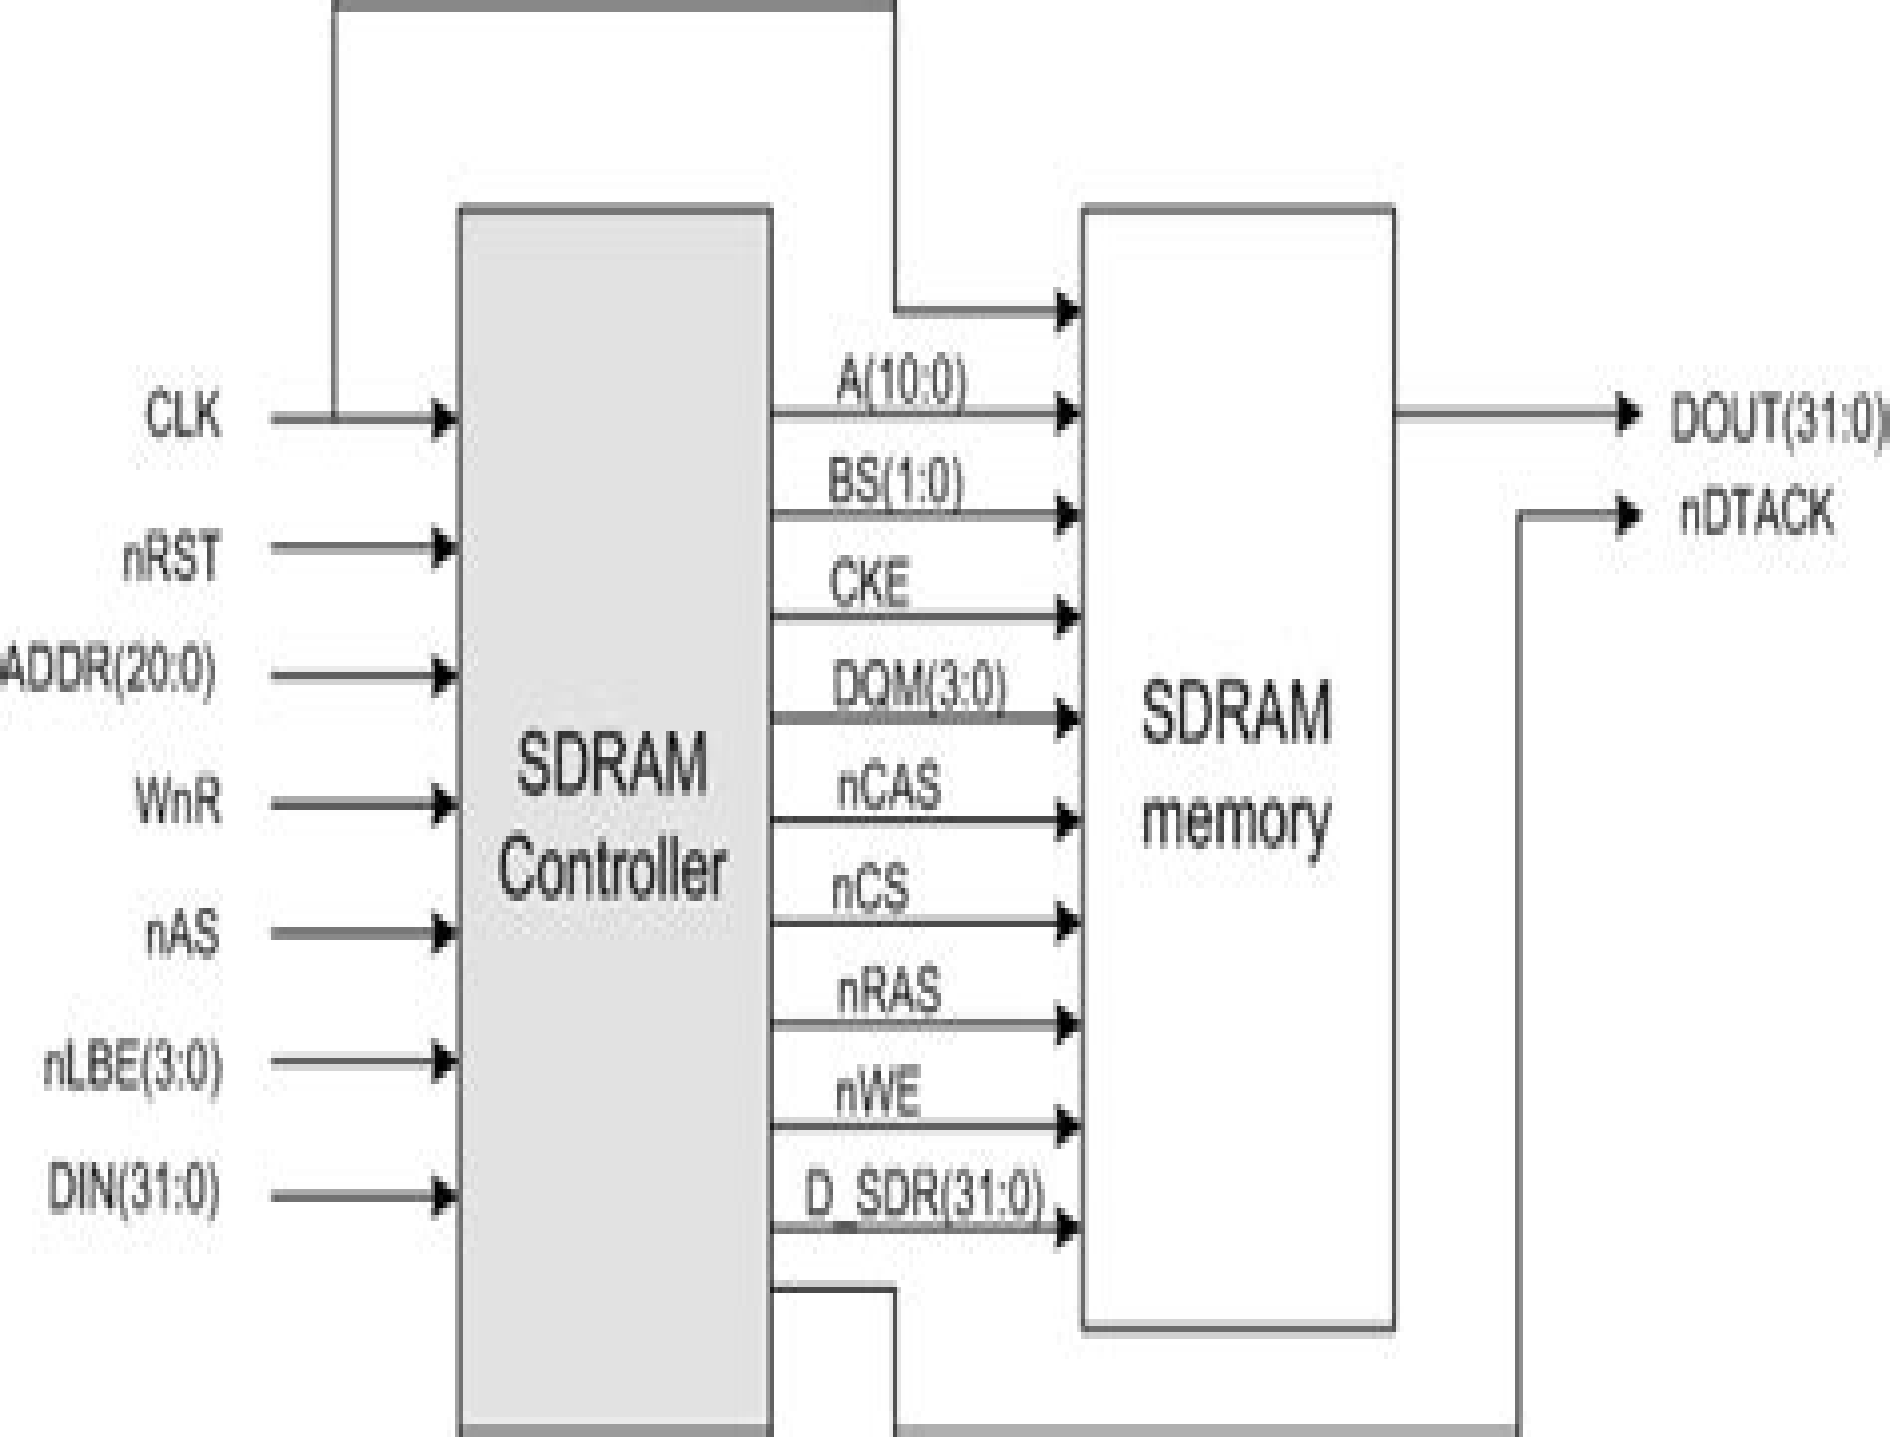 CLK
nRST
ADDR(20:0)
WnR
nAS
nLBE(3:0)
DIN(31:0)
SDRAM
Controller
A(10:0)
BS(1:0)
CKE
DQM(3:0)
nCAS
nCS
nRAS
nWE
D_SDR(31:0)
SDRAM
memory
DOUT(31:0)
nDTACK